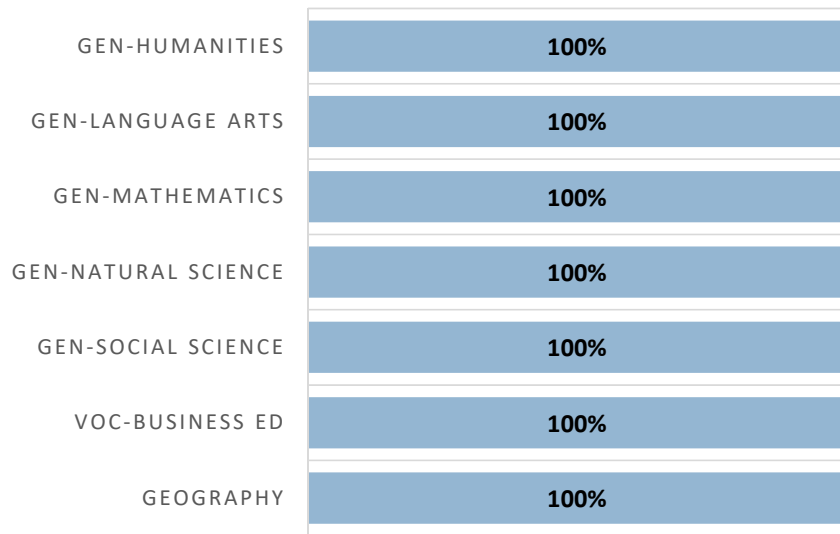 GEN-HUMANITIES 100%
GEN-LANGUAGE ARTS 100%
GEN-MATHEMATICS 100%
GEN-NATURAL SCIENCE 100%
GEN-SOCIAL SCIENCE 100%
VOC-BUSINESS ED 100%
GEOGRAPHY 100%